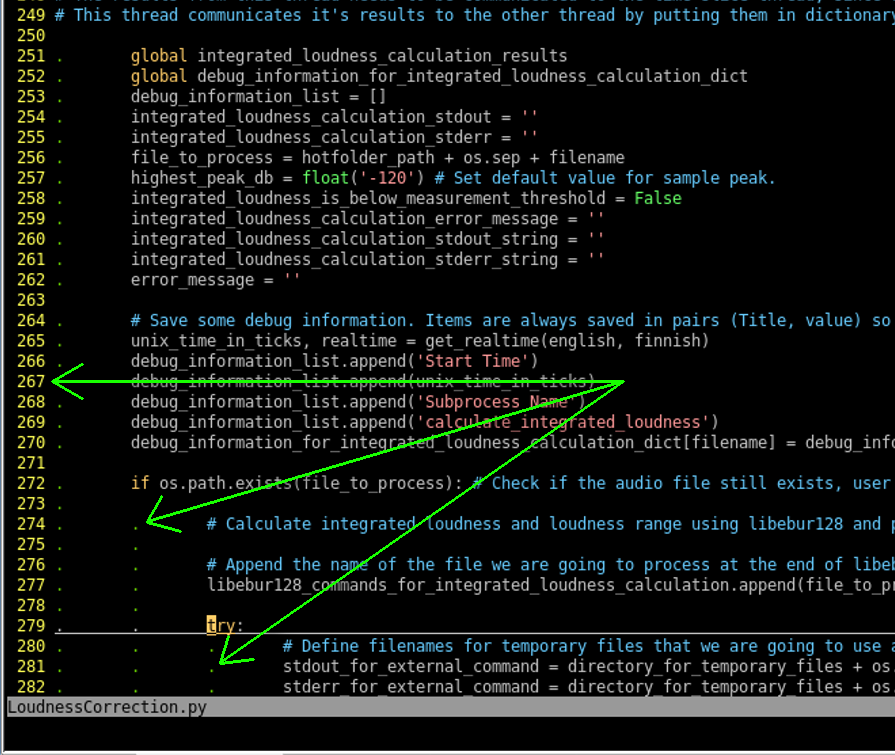 249 # This thread communicates it's results to the other thread by putting them in dictionary
250
251 .       global integrated_loudness_calculation_results
252 .       global debug_information_for_integrated_loudness_calculation_dict
253 .       debug_information_list = []
254 .       integrated_loudness_calculation_stdout = ''
255 .       integrated_loudness_calculation_stderr = ''
256 .       file_to_process = hotfolder_path + os.sep + filename
257 .       highest_peak_db = float('-120') # Set default value for sample peak.
258 .       integrated_loudness_is_below_measurement_threshold = False
259 .       integrated_loudness_calculation_error_message = ''
260 .       integrated_loudness_calculation_stdout_string = ''
261 .       integrated_loudness_calculation_stderr_string = ''
262 .       error_message = ''
263
264 .       # Save some debug information. Items are always saved in pairs (Title, value) so
265 .       unix_time_in_ticks, realtime = get_realtime(english, finnish)
266 .       debug_information_list.append('Start Time')
267         debug_information_list.append(unix_time_in_ticks)
268 .       debug_information_list.append('Subprocess Name')
269 .       debug_information_list.append('calculate_integrated_loudness')
270 .       debug_information_for_integrated_loudness_calculation_dict[filename] = debug_info
271
272 .       if os.path.exists(file_to_process): # Check if the audio file still exists, user
273 .
274 .       .       # Calculate integrated loudness and loudness range using libebur128 and
275 .       .
276 .       .       # Append the name of the file we are going to process at the end of
277 .       .       libebur128_commands_for_integrated_loudness_calculation.append(file_to_pr
278 .       .
279 .       .       try:
280 .       .               # Define filenames for temporary files that we are going to use
281 .       .       .       stdout_for_external_command = directory_for_temporary_files + os.
282 .       .       .       stderr_for_external_command = directory_for_temporary_files + os.
LoudnessCorrection.py